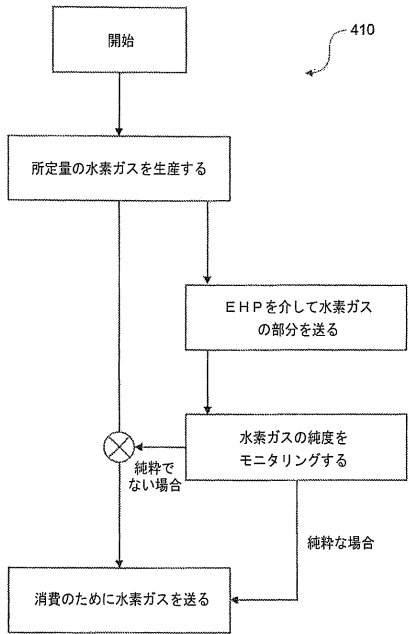 開始
410
所定量の水素ガスを生産する
EHPを介して水素ガス
の部分を送る
水素ガスの純度を
モニタリングする
純粋で
ない場合
純粋な場合
消費のために水素ガスを送る